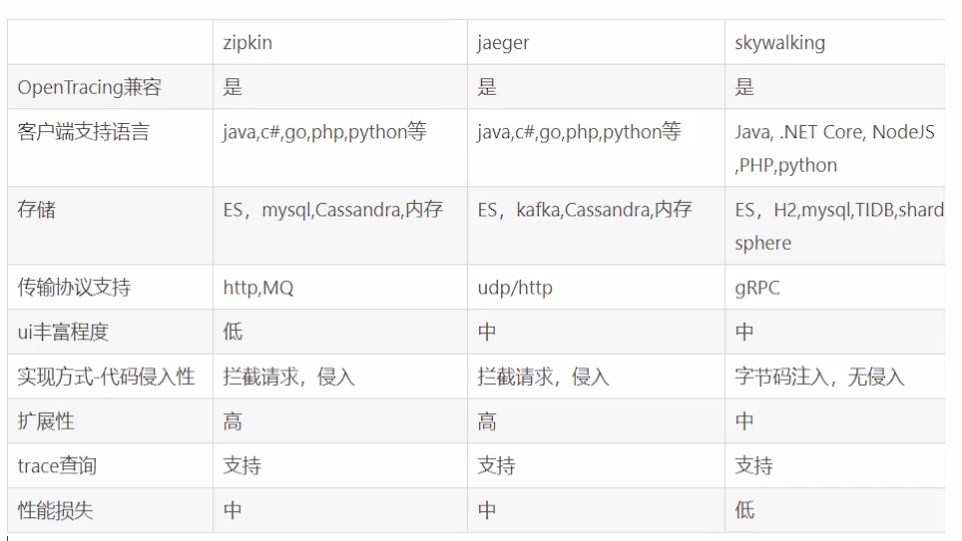 zipkin jaeger skywalking
OpenTracing兼容 是 是 是
客户端支持语言 java,c#,go,php,python等 java,c#,go,php,python等 Java, .NET Core, NodeJS
,PHP,python
存储 ES，mysql,Cassandra,内存 ES，kafka,Cassandra,内存 ES，H2,mysql,TIDB,shard
sphere
传输协议支持 http,MQ udp/http gRPC
ui丰富程度 低 中 中
实现方式-代码侵入性 拦截请求，侵入 拦截请求，侵入 字节码注入，无侵入
扩展性 高 高 中
trace查询 支持 支持 支持
性能损失 中 中 低